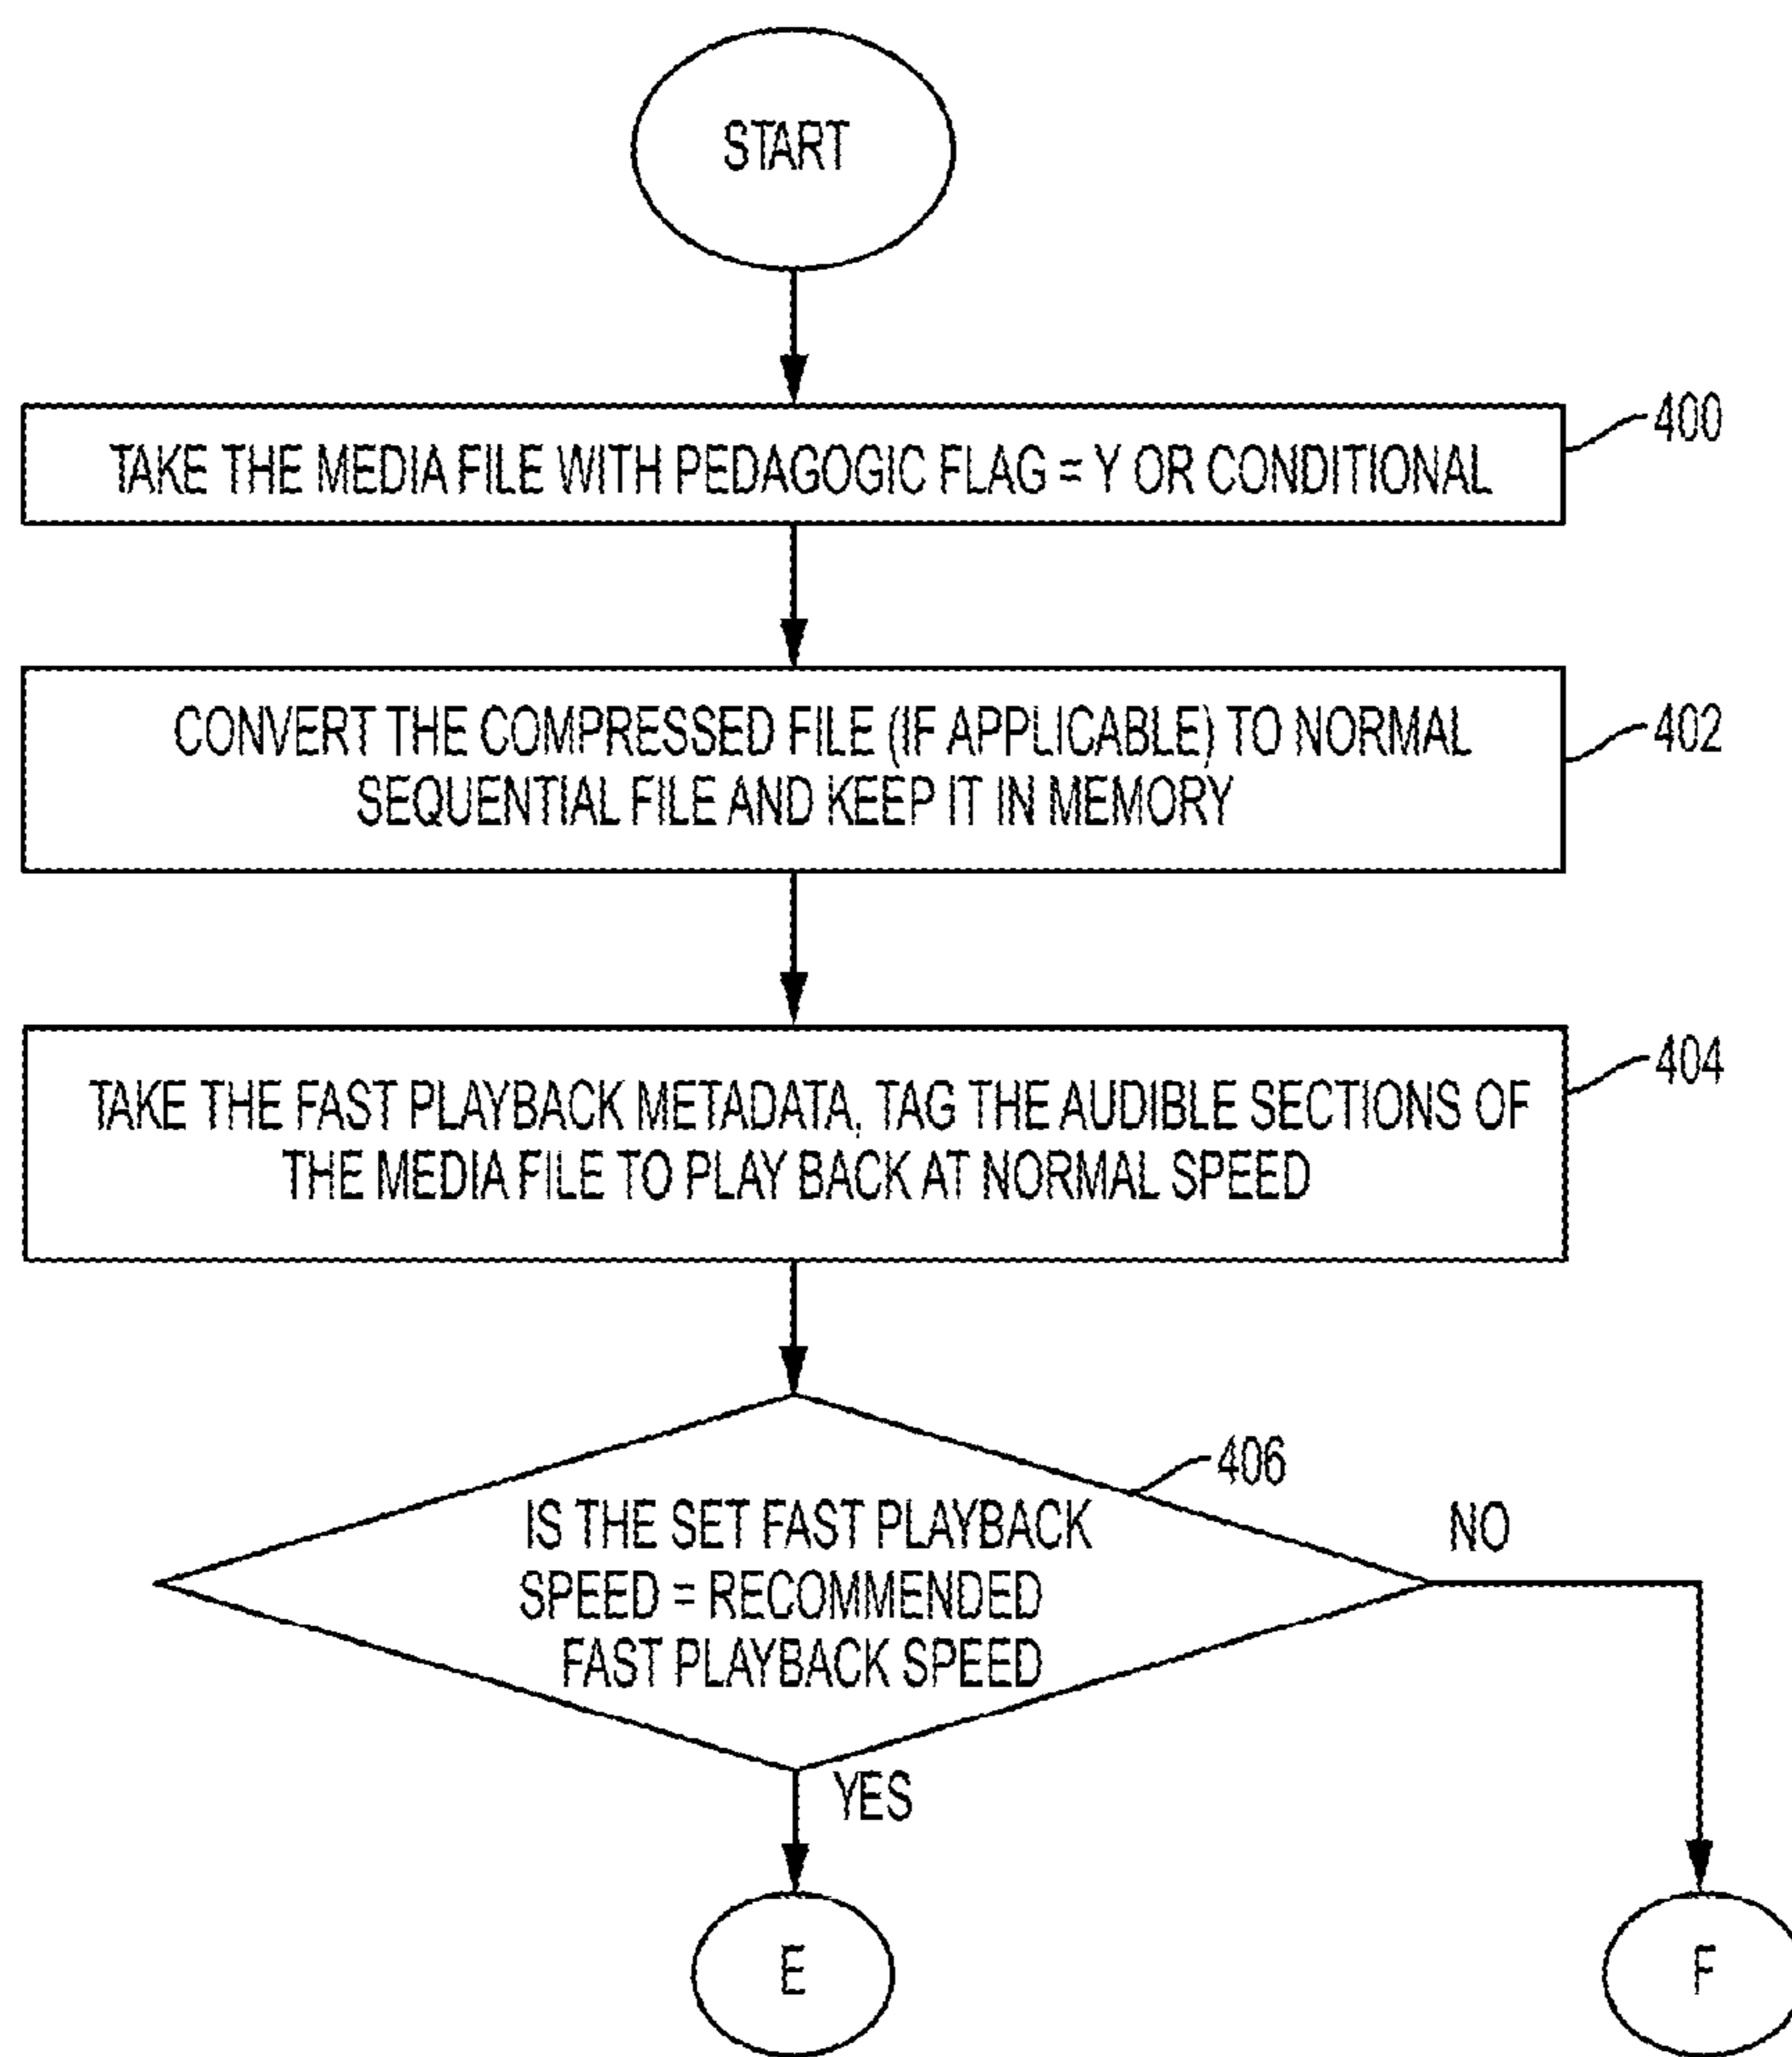 START
400
TAKE THE MEDIA FILE WITH PEDAGOGIC FLAG = Y OR CONDITIONAL
402
CONVERT THE COMPRESSED FILE (IF APPLICABLE) TO NORMAL
SEQUENTIAL FILE AND KEEP IT IN MEMORY
404
TAKE THE FAST PLAYBACK METADATA, TAG THE AUDIBLE SECTIONS OF
THE MEDIA FILE TO PLAY BACK AT NORMAL SPEED
406
IS THE SET FAST PLAYBACK
SPEED = RECOMMENDED
FAST PLAYBACK SPEED
NO
YES
E
F